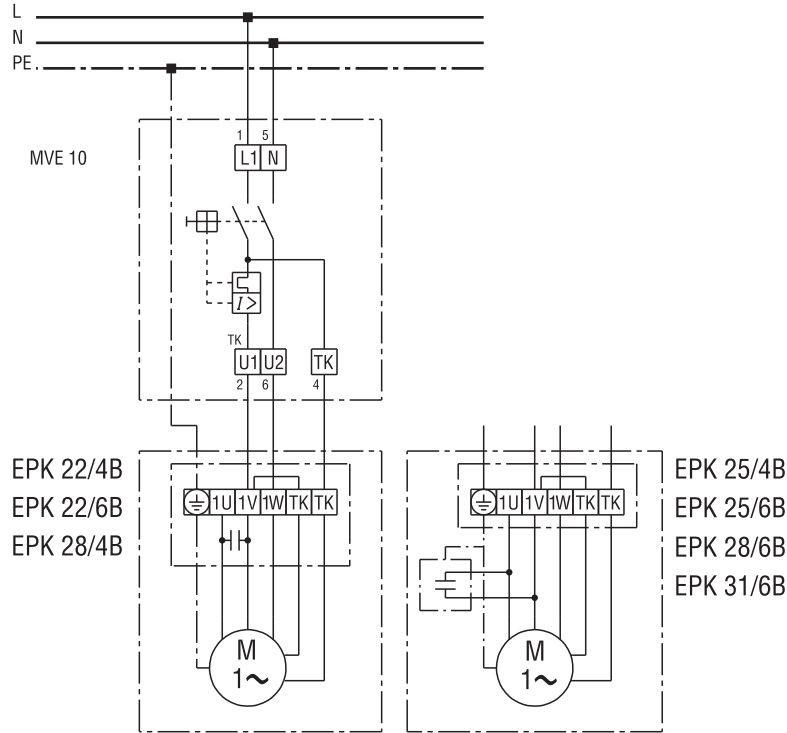 L
N
PE
MVE 10
1 5
L1 N
I >
TK
U1 U2 TK
2 6 4
EPK 22/4B
EPK 22/6B
EPK 28/4B
1U 1V 1W TK TK
M
1~
1U 1V 1W TK TK
M
1~
EPK 25/4B
EPK 25/6B
EPK 28/6B
EPK 31/6B